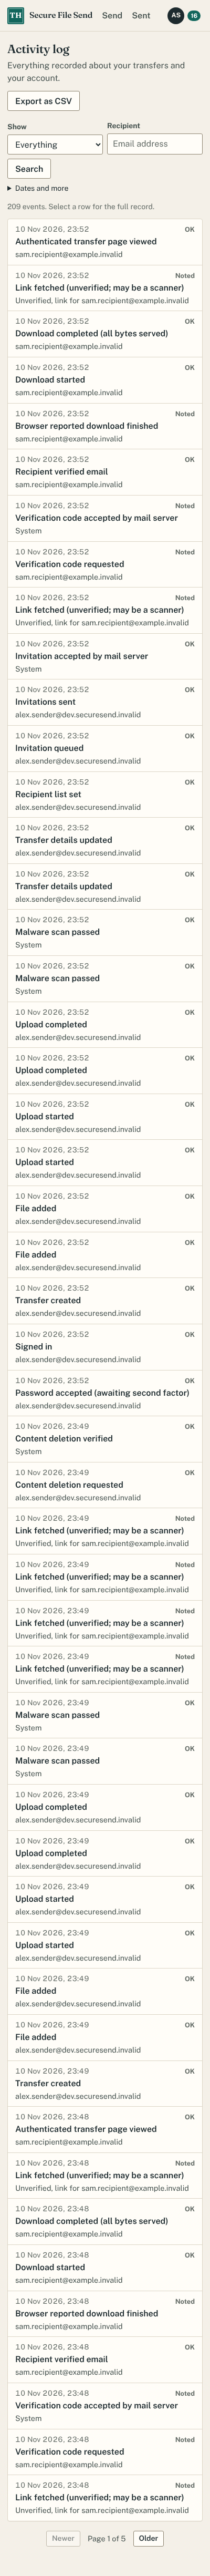 TH Secure File Send Send Sent AS 16
Activity log
Everything recorded about your transfers and
your account.
Export as CSV
Show Recipient
Everything Email address
Search
Dates and more
209 events. Select a row for the full record.
10 Nov 2026, 23:52 OK
Authenticated transfer page viewed
sam.recipient@example.invalid
10 Nov 2026, 23:52 Noted
Link fetched (unverified; may be a scanner)
Unverified, link for sam.recipient@example.invalid
10 Nov 2026, 23:52 OK
Download completed (all bytes served)
sam.recipient@example.invalid
10 Nov 2026, 23:52 OK
Download started
sam.recipient@example.invalid
10 Nov 2026, 23:52 Noted
Browser reported download finished
sam.recipient@example.invalid
10 Nov 2026, 23:52 OK
Recipient verified email
sam.recipient@example.invalid
10 Nov 2026, 23:52 Noted
Verification code accepted by mail server
System
10 Nov 2026, 23:52 Noted
Verification code requested
sam.recipient@example.invalid
10 Nov 2026, 23:52 Noted
Link fetched (unverified; may be a scanner)
Unverified, link for sam.recipient@example.invalid
10 Nov 2026, 23:52 OK
Invitation accepted by mail server
System
10 Nov 2026, 23:52 OK
Invitations sent
alex.sender@dev.securesend.invalid
10 Nov 2026, 23:52 OK
Invitation queued
alex.sender@dev.securesend.invalid
10 Nov 2026, 23:52 OK
Recipient list set
alex.sender@dev.securesend.invalid
10 Nov 2026, 23:52 OK
Transfer details updated
alex.sender@dev.securesend.invalid
10 Nov 2026, 23:52 OK
Transfer details updated
alex.sender@dev.securesend.invalid
10 Nov 2026, 23:52 OK
Malware scan passed
System
10 Nov 2026, 23:52 OK
Malware scan passed
System
10 Nov 2026, 23:52 OK
Upload completed
alex.sender@dev.securesend.invalid
10 Nov 2026, 23:52 OK
Upload completed
alex.sender@dev.securesend.invalid
10 Nov 2026, 23:52 OK
Upload started
alex.sender@dev.securesend.invalid
10 Nov 2026, 23:52 OK
Upload started
alex.sender@dev.securesend.invalid
10 Nov 2026, 23:52 OK
File added
alex.sender@dev.securesend.invalid
10 Nov 2026, 23:52 OK
File added
alex.sender@dev.securesend.invalid
10 Nov 2026, 23:52 OK
Transfer created
alex.sender@dev.securesend.invalid
10 Nov 2026, 23:52 OK
Signed in
alex.sender@dev.securesend.invalid
10 Nov 2026, 23:52 OK
Password accepted (awaiting second factor)
alex.sender@dev.securesend.invalid
10 Nov 2026, 23:49 OK
Content deletion verified
System
10 Nov 2026, 23:49 OK
Content deletion requested
alex.sender@dev.securesend.invalid
10 Nov 2026, 23:49 Noted
Link fetched (unverified; may be a scanner)
Unverified, link for sam.recipient@example.invalid
10 Nov 2026, 23:49 Noted
Link fetched (unverified; may be a scanner)
Unverified, link for sam.recipient@example.invalid
10 Nov 2026, 23:49 Noted
Link fetched (unverified; may be a scanner)
Unverified, link for sam.recipient@example.invalid
10 Nov 2026, 23:49 Noted
Link fetched (unverified; may be a scanner)
Unverified, link for sam.recipient@example.invalid
10 Nov 2026, 23:49 OK
Malware scan passed
System
10 Nov 2026, 23:49 OK
Malware scan passed
System
10 Nov 2026, 23:49 OK
Upload completed
alex.sender@dev.securesend.invalid
10 Nov 2026, 23:49 OK
Upload completed
alex.sender@dev.securesend.invalid
10 Nov 2026, 23:49 OK
Upload started
alex.sender@dev.securesend.invalid
10 Nov 2026, 23:49 OK
Upload started
alex.sender@dev.securesend.invalid
10 Nov 2026, 23:49 OK
File added
alex.sender@dev.securesend.invalid
10 Nov 2026, 23:49 OK
File added
alex.sender@dev.securesend.invalid
10 Nov 2026, 23:49 OK
Transfer created
alex.sender@dev.securesend.invalid
10 Nov 2026, 23:48 OK
Authenticated transfer page viewed
sam.recipient@example.invalid
10 Nov 2026, 23:48 Noted
Link fetched (unverified; may be a scanner)
Unverified, link for sam.recipient@example.invalid
10 Nov 2026, 23:48 OK
Download completed (all bytes served)
sam.recipient@example.invalid
10 Nov 2026, 23:48 OK
Download started
sam.recipient@example.invalid
10 Nov 2026, 23:48 Noted
Browser reported download finished
sam.recipient@example.invalid
10 Nov 2026, 23:48 OK
Recipient verified email
sam.recipient@example.invalid
10 Nov 2026, 23:48 Noted
Verification code accepted by mail server
System
10 Nov 2026, 23:48 Noted
Verification code requested
sam.recipient@example.invalid
10 Nov 2026, 23:48 Noted
Link fetched (unverified; may be a scanner)
Unverified, link for sam.recipient@example.invalid
Newer Page 1 of 5 Older